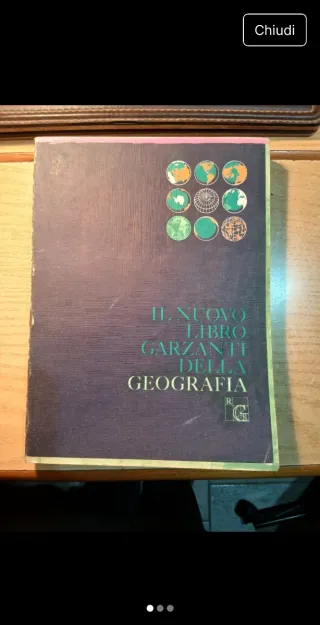 Chiudi
IL NUOVO
LIBRO
GARZANTI
DELLA
GEOGRAFIA
R
G